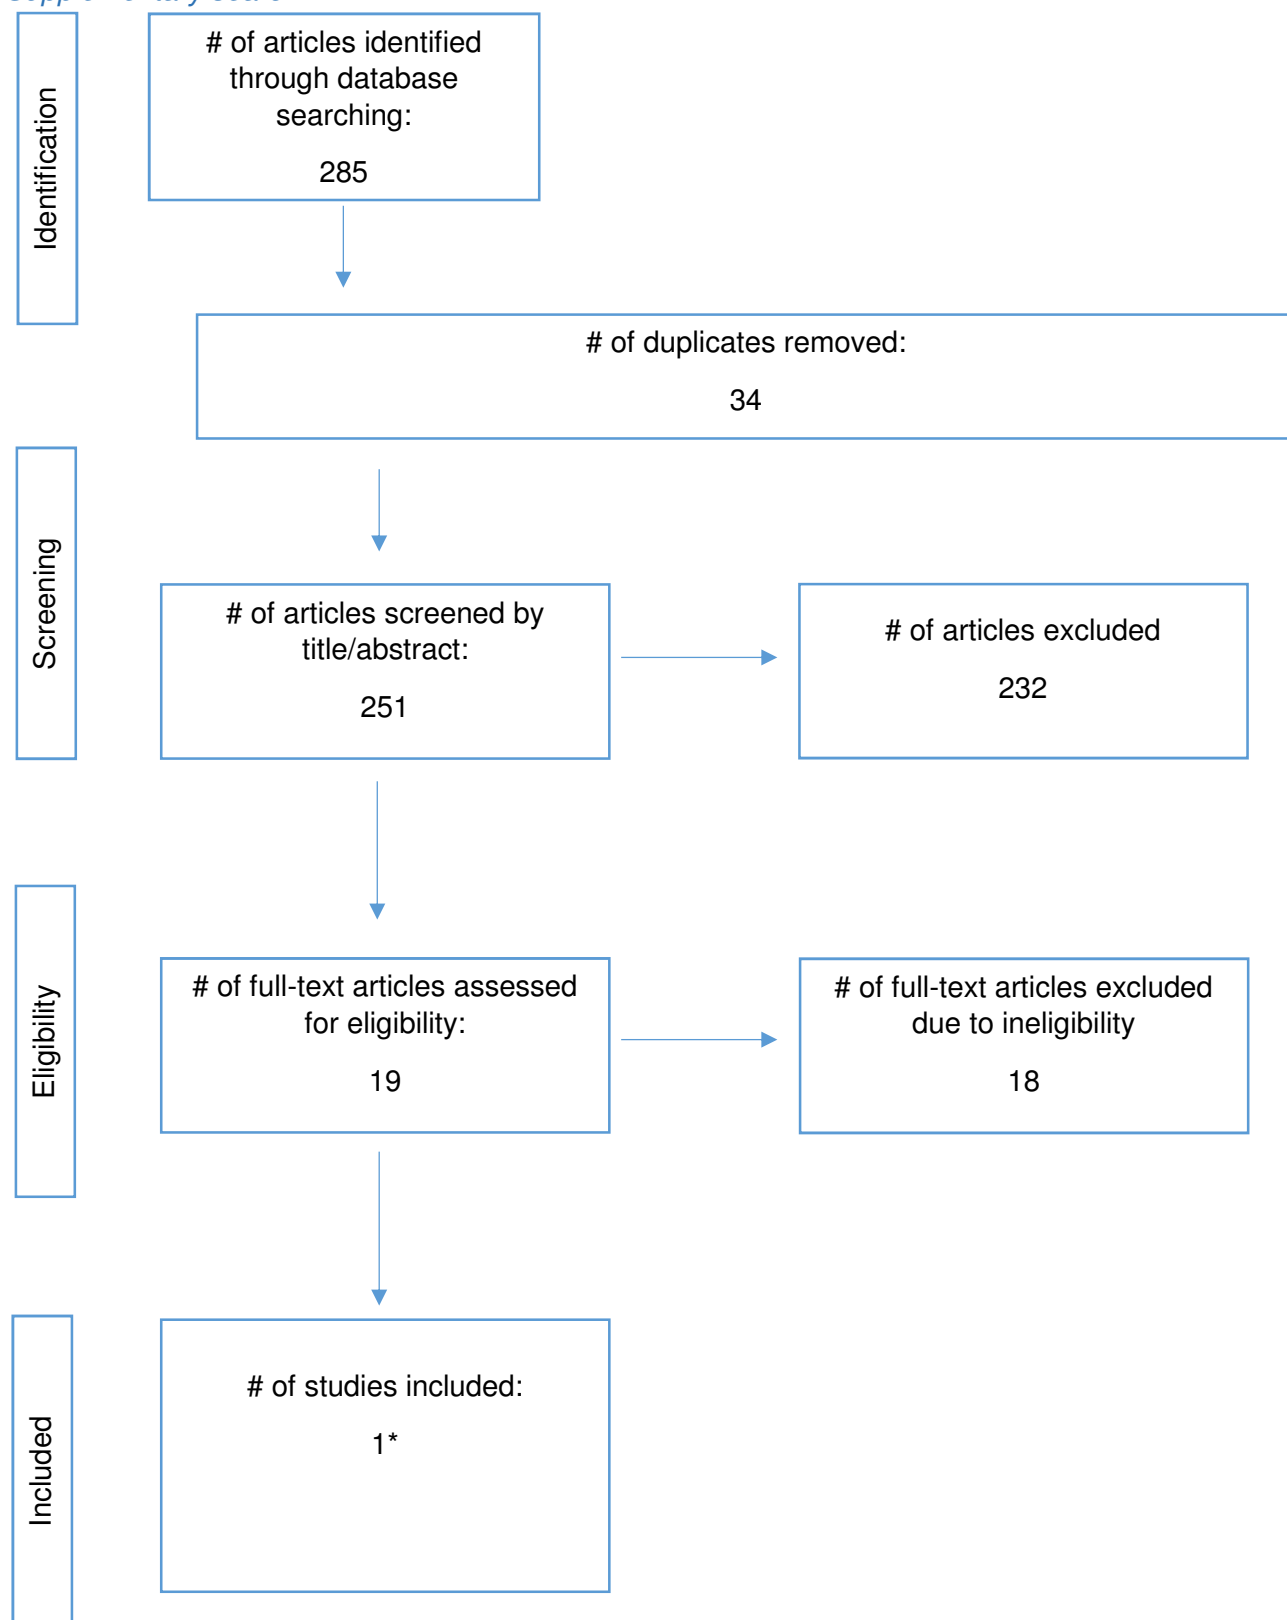 Identification
# of articles identified
through database
searching:
285
# of duplicates removed:
34
Screening
# of articles screened by
title/abstract:
251
# of articles excluded
232
Eligibility
# of full-text articles assessed
for eligibility:
19
# of full-text articles excluded
due to ineligibility
18
Included
# of studies included:
1*